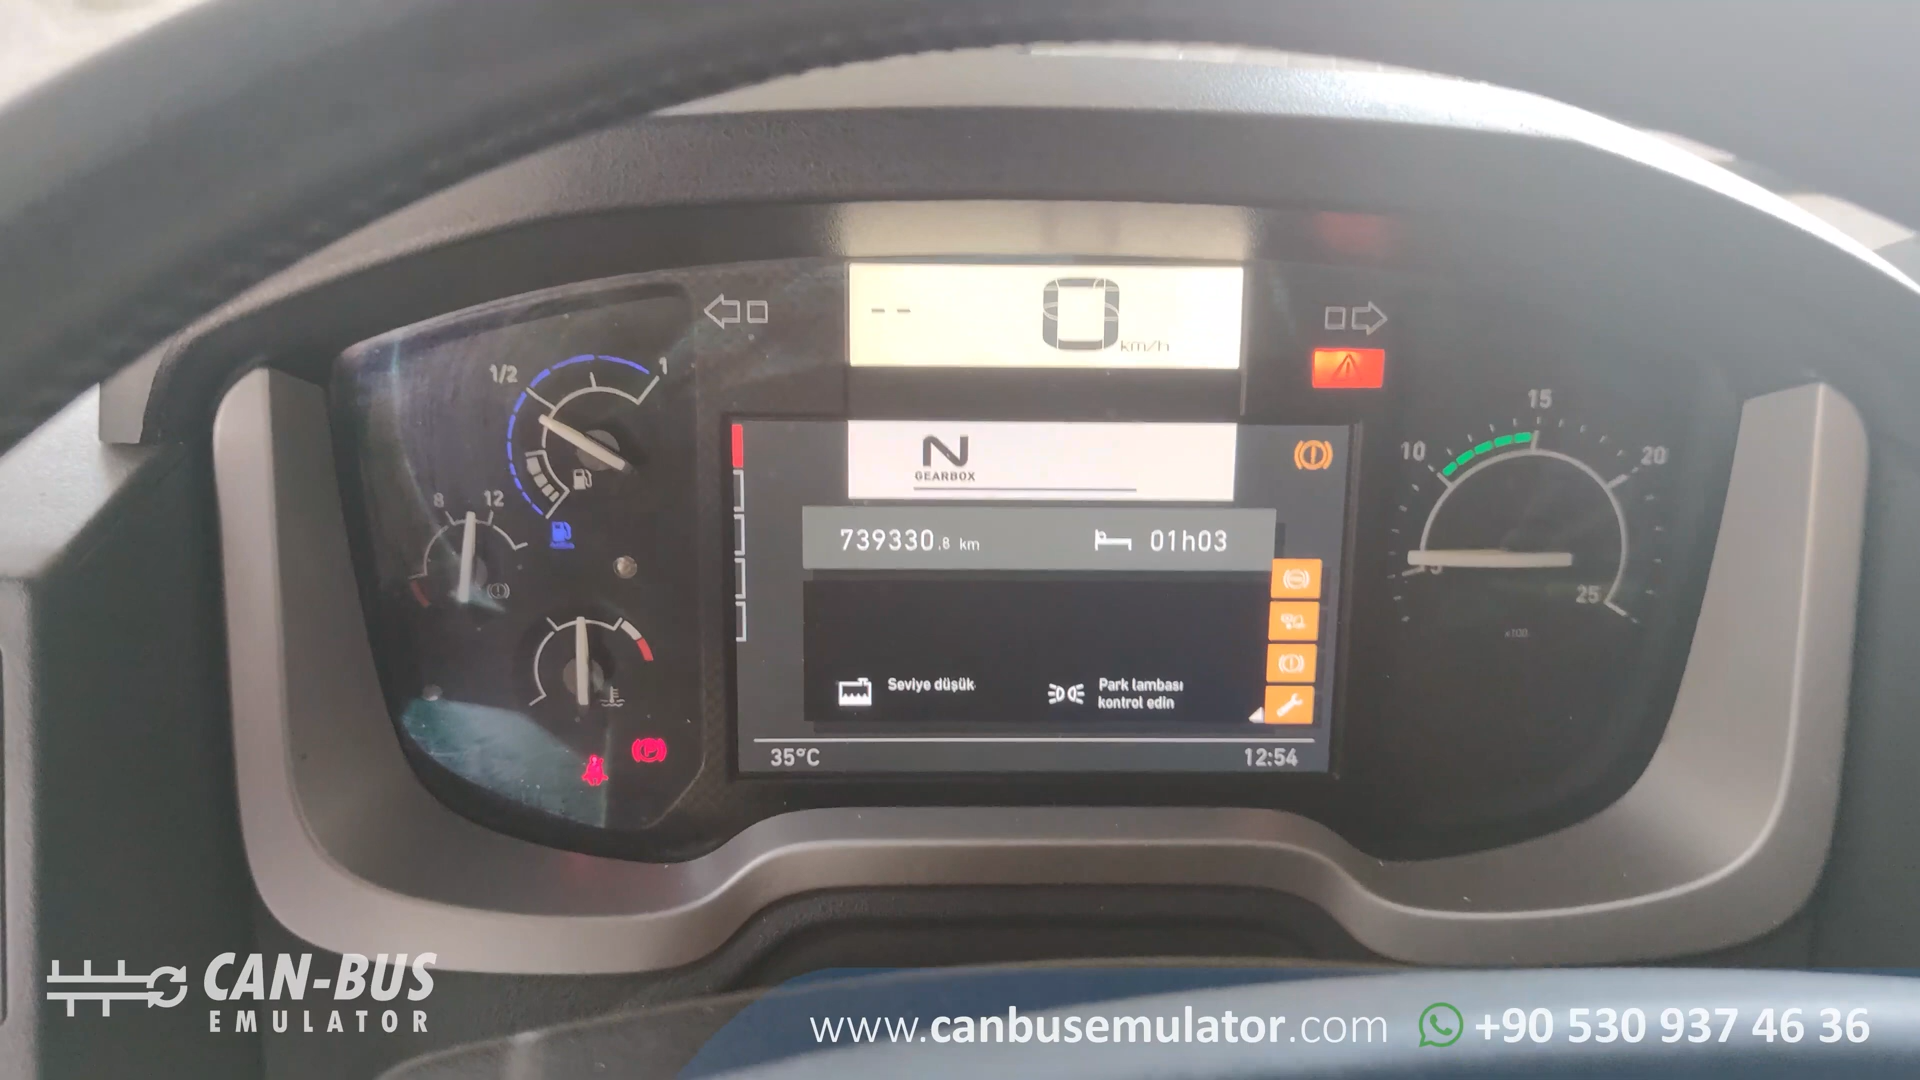 -- 0
km/h
1/2
1
N
GEARBOX
8
12
10
15
20
25
x100
739330.8 km
01h03
Seviye düşük
Park lambası
kontrol edin
35°C
12:54
P
CAN-BUS
EMULATOR
www.canbusemulator.com
+90 530 937 46 36